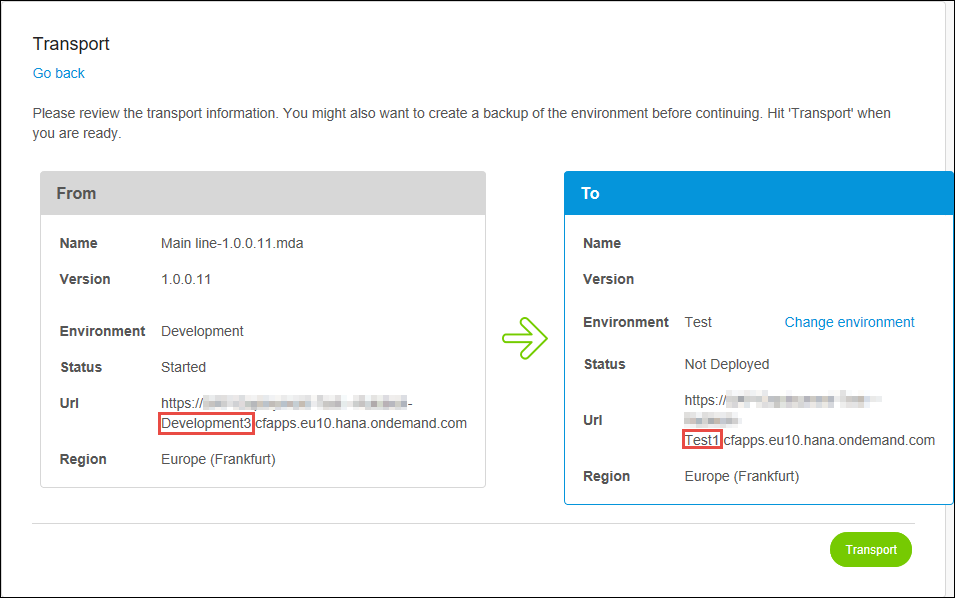 Transport
Go back
Please review the transport information. You might also want to create a backup of the environment before continuing. Hit 'Transport' when
you are ready.
From
Name Main line-1.0.0.11.mda
Version 1.0.0.11
Environment Development
Status Started
Url https://
Development3.cfapps.eu10.hana.ondemand.com
Region Europe (Frankfurt)
To
Name
Version
Environment Test Change environment
Status Not Deployed
https://
Url
Test1.cfapps.eu10.hana.ondemand.com
Region Europe (Frankfurt)
Transport